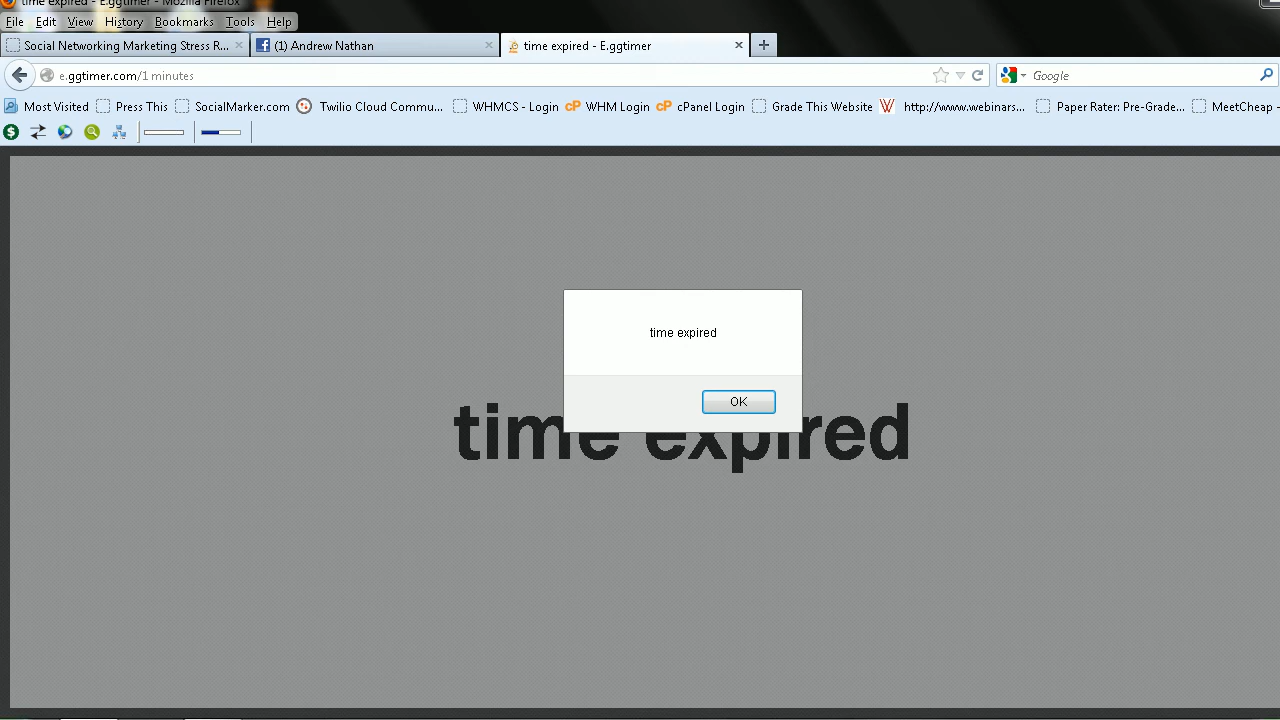 time expired - E.ggtimer - Mozilla Firefox
File Edit View History Bookmarks Tools Help
Social Networking Marketing Stress R... (1) Andrew Nathan time expired - E.ggtimer
e.ggtimer.com/1 minutes Google
Most Visited Press This SocialMarker.com Twilio Cloud Commu... WHMCS - Login cP WHM Login cP cPanel Login Grade This Website http://www.webinars... Paper Rater: Pre-Grade... MeetCheap -
time expired
OK
time expired